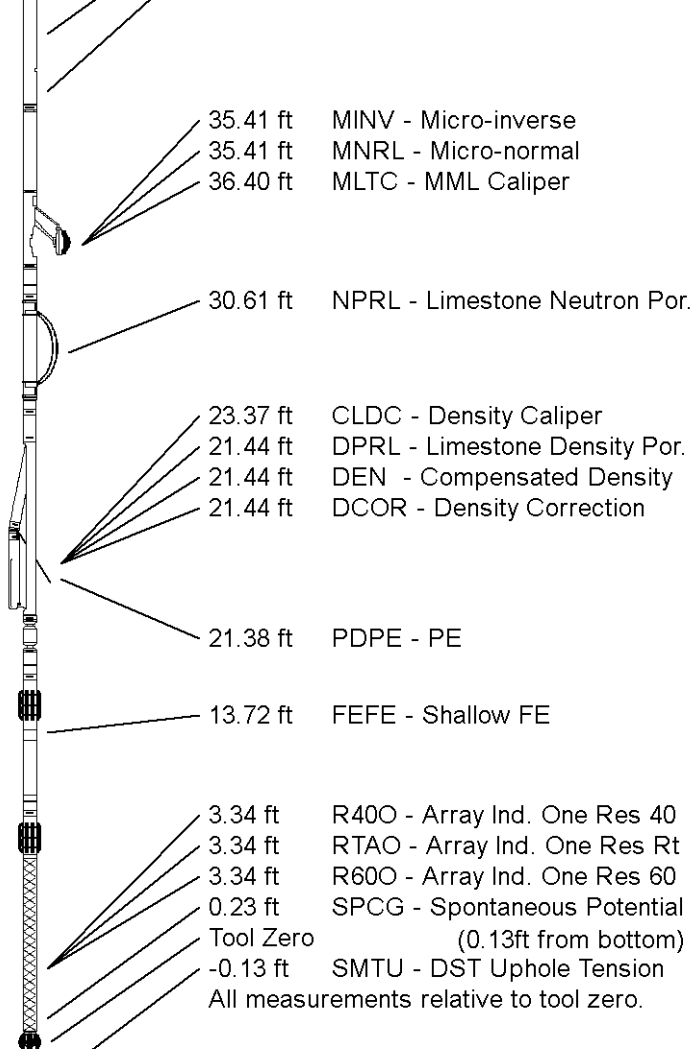 35.41 ft MINV - Micro-inverse
35.41 ft MNRL - Micro-normal
36.40 ft MLTC - MML Caliper
30.61 ft NPRL - Limestone Neutron Por.
23.37 ft CLDC - Density Caliper
21.44 ft DPRL - Limestone Density Por.
21.44 ft DEN - Compensated Density
21.44 ft DCOR - Density Correction
21.38 ft PDPE - PE
13.72 ft FEFE - Shallow FE
3.34 ft R40O - Array Ind. One Res 40
3.34 ft RTAO - Array Ind. One Res Rt
3.34 ft R60O - Array Ind. One Res 60
0.23 ft SPCG - Spontaneous Potential
Tool Zero (0.13ft from bottom)
-0.13 ft SMTU - DST Uphole Tension
All measurements relative to tool zero.